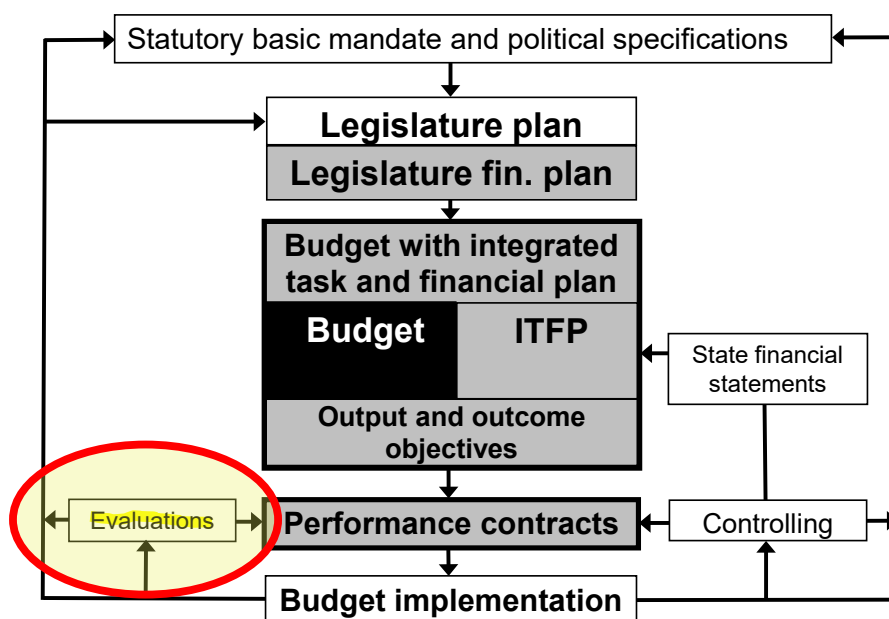 Statutory basic mandate and political specifications
Legislature plan
Legislature fin. plan
Budget with integrated
task and financial plan
Budget
ITFP
State financial
statements
Output and outcome
objectives
Evaluations
Performance contracts
Controlling
Budget implementation